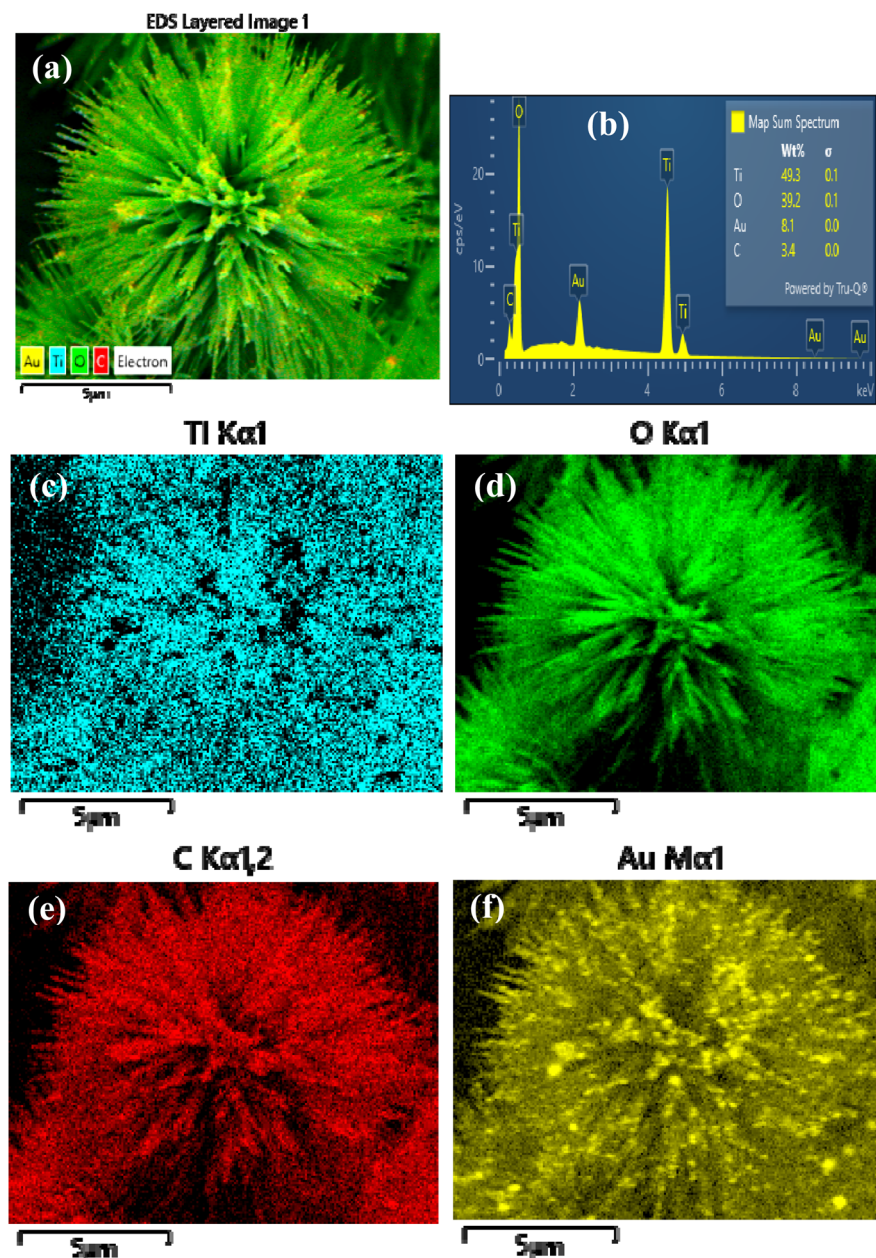 EDS Layered Image 1
(a)
Au Ti O C Electron
5μm
(b)
Map Sum Spectrum
Wt% σ
Ti 49.3 0.1
O 39.2 0.1
Au 8.1 0.0
C 3.4 0.0
Powered by Tru-Q®
O
Ti
C
Au
Ti
Ti
Au
Au
cps/eV
20
10
0
0 2 4 6 8 keV
Ti Kα1
(c)
5μm
O Kα1
(d)
5μm
C Kα1,2
(e)
5μm
Au Mα1
(f)
5μm